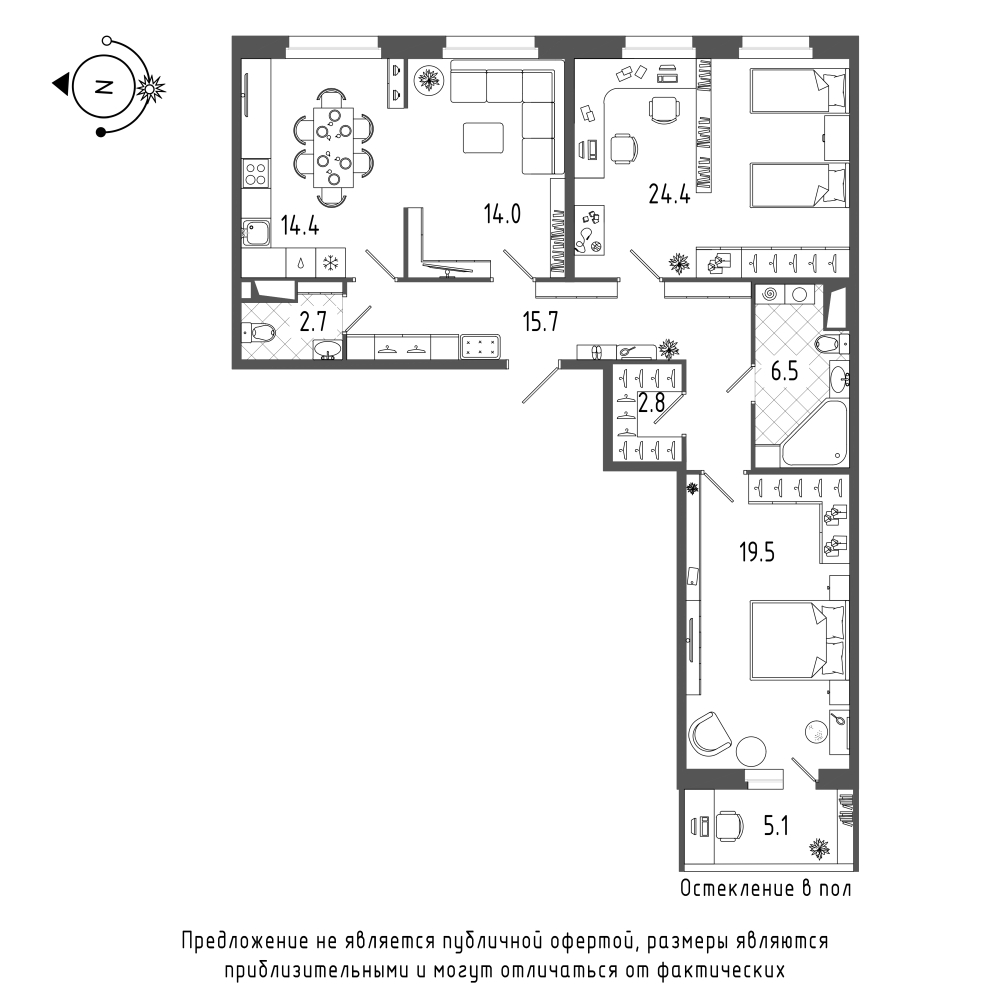 N
14.4
14.0
24.4
2.7
15.7
6.5
2.8
19.5
5.1
Остекление в пол
Предложение не является публичной офертой, размеры являются
приблизительными и могут отличаться от фактических